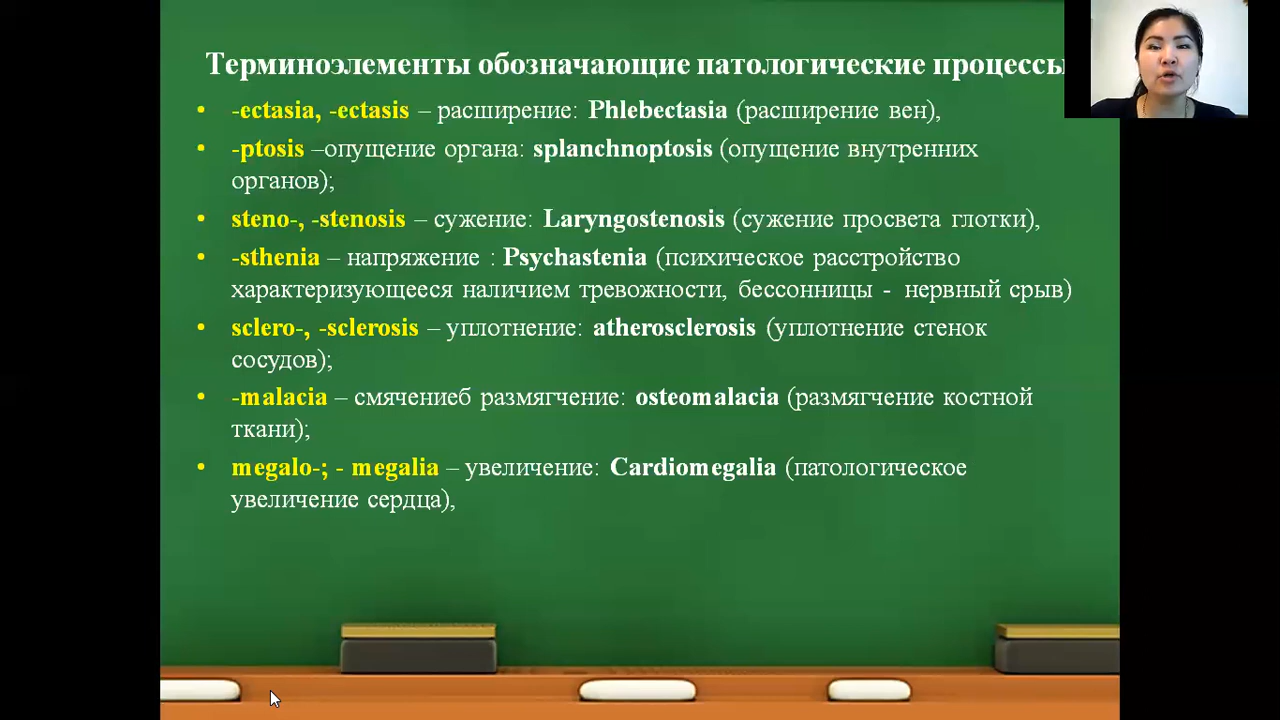 Терминоэлементы обозначающие патологические процессы
• -ectasia, -ectasis – расширение: Phlebectasia (расширение вен),
• -ptosis –опущение органа: splanchnoptosis (опущение внутренних
органов);
• steno-, -stenosis – сужение: Laryngostenosis (сужение просвета глотки),
• -sthenia – напряжение : Psychastenia (психическое расстройство
характеризующееся наличием тревожности, бессонницы - нервный срыв)
• sclero-, -sclerosis – уплотнение: atherosclerosis (уплотнение стенок
сосудов);
• -malacia – смячениеб размягчение: osteomalacia (размягчение костной
ткани);
• megalo-; - megalia – увеличение: Cardiomegalia (патологическое
увеличение сердца),